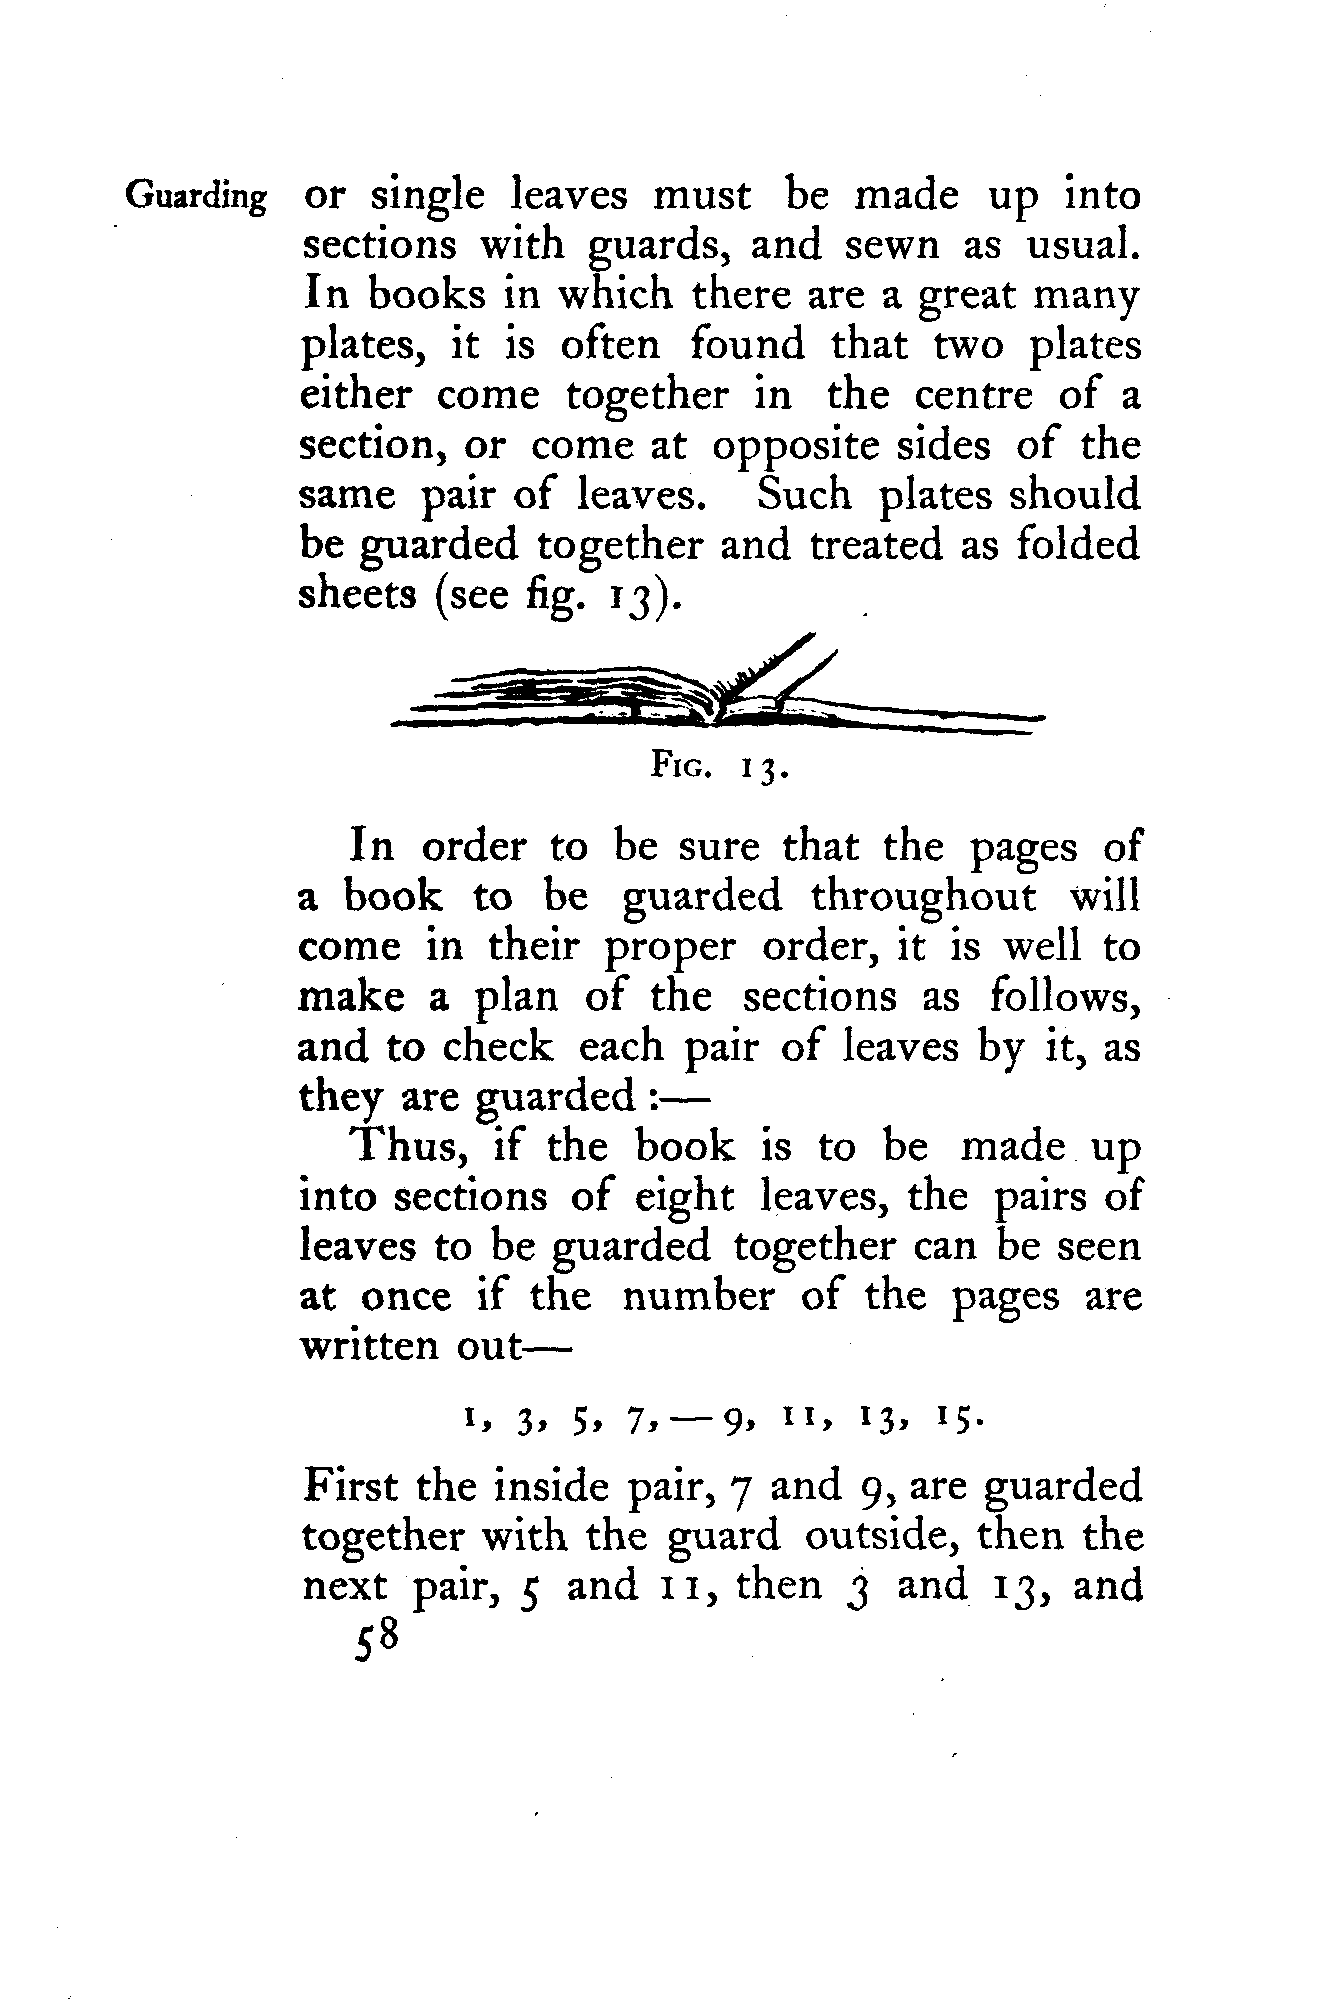 Guarding
or single leaves must be made up into
sections with guards, and sewn as usual.
In books in which there are a great many
plates, it is often found that two plates
either come together in the centre of a
section, or come at opposite sides of the
same pair of leaves. Such plates should
be guarded together and treated as folded
sheets (see fig. 13).
Fig. 13.
In order to be sure that the pages of
a book to be guarded throughout will
come in their proper order, it is well to
make a plan of the sections as follows,
and to check each pair of leaves by it, as
they are guarded :—
Thus, if the book is to be made up
into sections of eight leaves, the pairs of
leaves to be guarded together can be seen
at once if the number of the pages are
written out—
1, 3, 5, 7,—9, 11, 13, 15.
First the inside pair, 7 and 9, are guarded
together with the guard outside, then the
next pair, 5 and 11, then 3 and 13, and
58